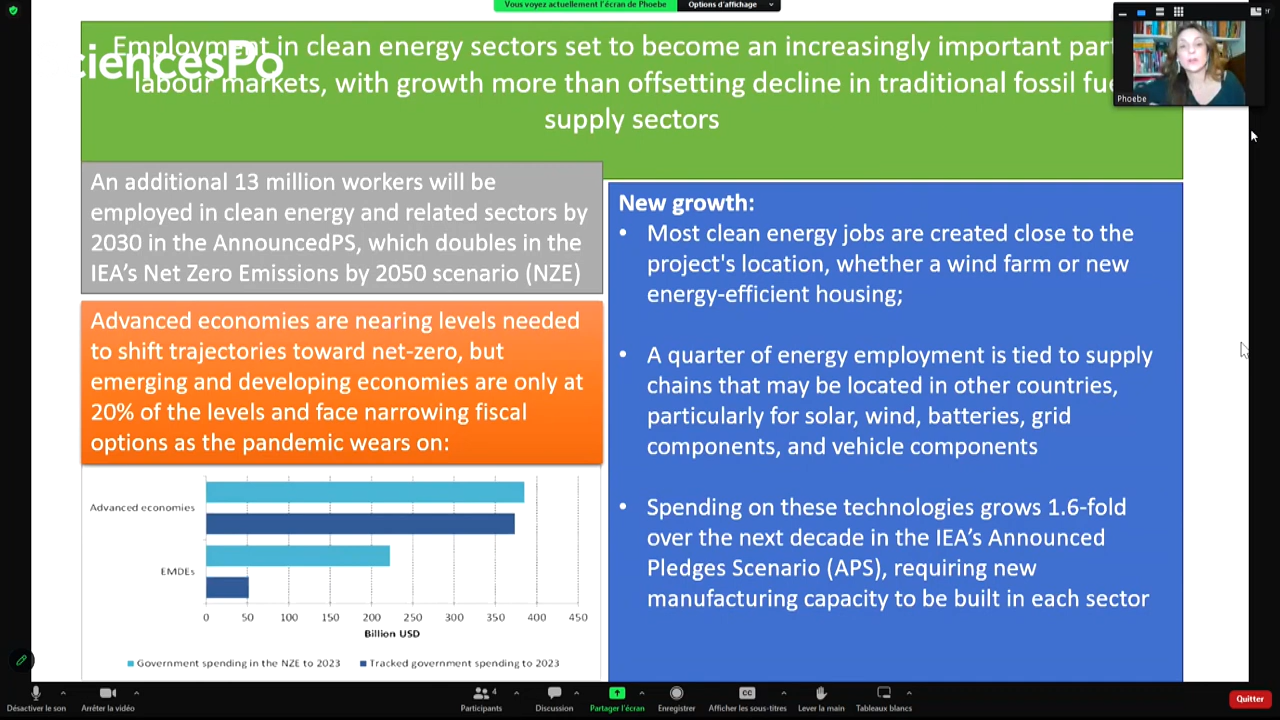 Vous voyez actuellement l'écran de Phoebe
Options d'affichage
Employment in clean energy sectors set to become an increasingly important part
labour markets, with growth more than offsetting decline in traditional fossil
supply sectors
ciencesPo
Phoebe
An additional 13 million workers will be
employed in clean energy and related sectors by
2030 in the AnnouncedPS, which doubles in the
IEA's Net Zero Emissions by 2050 scenario (NZE)
Advanced economies are nearing levels needed
to shift trajectories toward net-zero, but
emerging and developing economies are only at
20% of the levels and face narrowing fiscal
options as the pandemic wears on:
Advanced economies
EMDEs
0 50 100 150 200 250 300 350 400 450
Billion USD
Government spending in the NZE to 2023 Tracked government spending to 2023
New growth:
• Most clean energy jobs are created close to the
project's location, whether a wind farm or new
energy-efficient housing;
• A quarter of energy employment is tied to supply
chains that may be located in other countries,
particularly for solar, wind, batteries, grid
components, and vehicle components
• Spending on these technologies grows 1.6-fold
over the next decade in the IEA's Announced
Pledges Scenario (APS), requiring new
manufacturing capacity to be built in each sector
Désactiver le son
Arrêter la vidéo
4
Participants
Discussion
Partager l'écran
Enregistrer
CC
Afficher les sous-titres
Lever la main
Tableaux blancs
Quitter